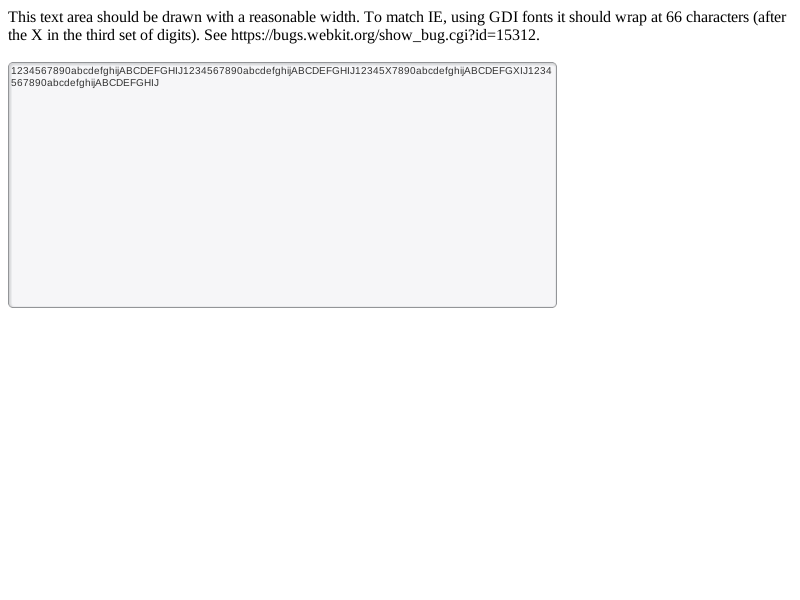 This text area should be drawn with a reasonable width. To match IE, using GDI fonts it should wrap at 66 characters (after
the X in the third set of digits). See https://bugs.webkit.org/show_bug.cgi?id=15312.
1234567890abcdefghijABCDEFGHIJ1234567890abcdefghijABCDEFGHIJ12345X7890abcdefghijABCDEFGXIJ1234
567890abcdefghijABCDEFGHIJ